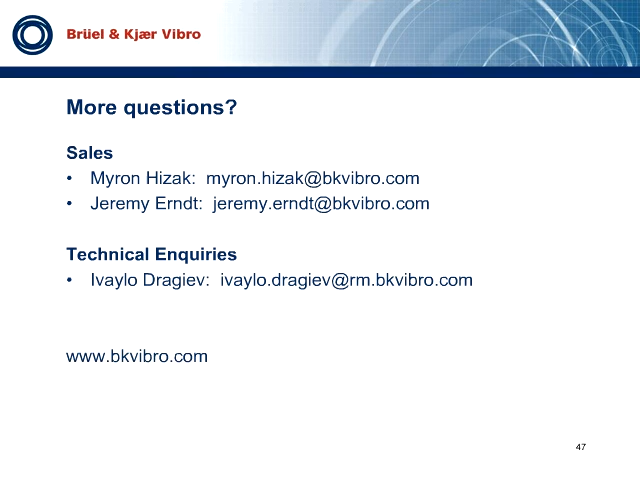 Brüel & Kjær Vibro
More questions?
Sales
• Myron Hizak: myron.hizak@bkvibro.com
• Jeremy Erndt: jeremy.erndt@bkvibro.com
Technical Enquiries
• Ivaylo Dragiev: ivaylo.dragiev@rm.bkvibro.com
www.bkvibro.com
47